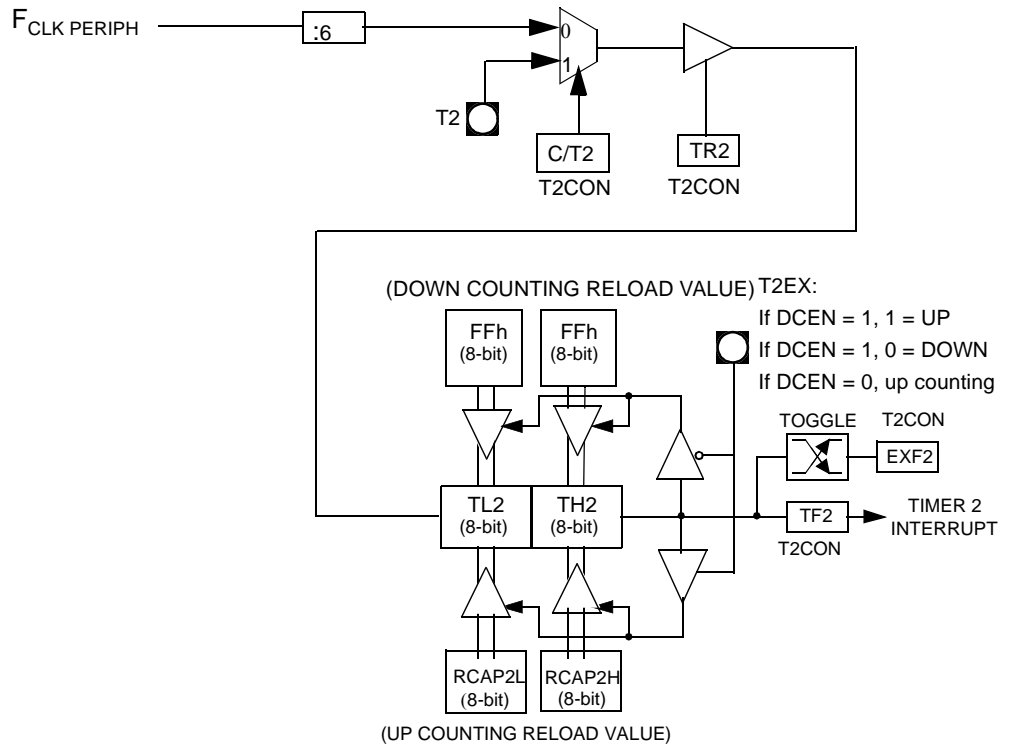 FCLK PERIPH
:6
0
1
T2
C/T2
TR2
T2CON
T2CON
(DOWN COUNTING RELOAD VALUE)
T2EX:
If DCEN = 1, 1 = UP
If DCEN = 1, 0 = DOWN
If DCEN = 0, up counting
FFh
(8-bit)
FFh
(8-bit)
TOGGLE
T2CON
EXF2
TL2
(8-bit)
TH2
(8-bit)
TF2
T2CON
TIMER 2
INTERRUPT
RCAP2L
(8-bit)
RCAP2H
(8-bit)
(UP COUNTING RELOAD VALUE)